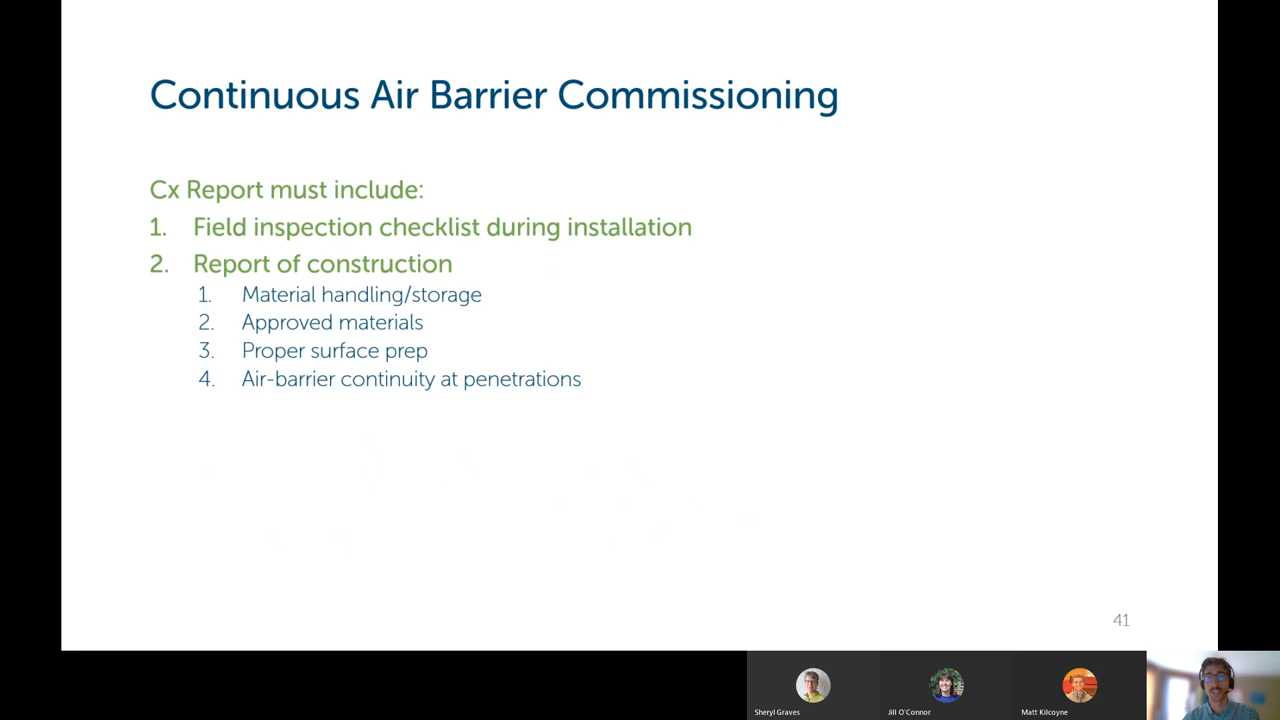 Continuous Air Barrier Commissioning
Cx Report must include:
1. Field inspection checklist during installation
2. Report of construction
1. Material handling/storage
2. Approved materials
3. Proper surface prep
4. Air-barrier continuity at penetrations
41
Sheryl Graves
Jill O'Connor
Matt Kilcoyne